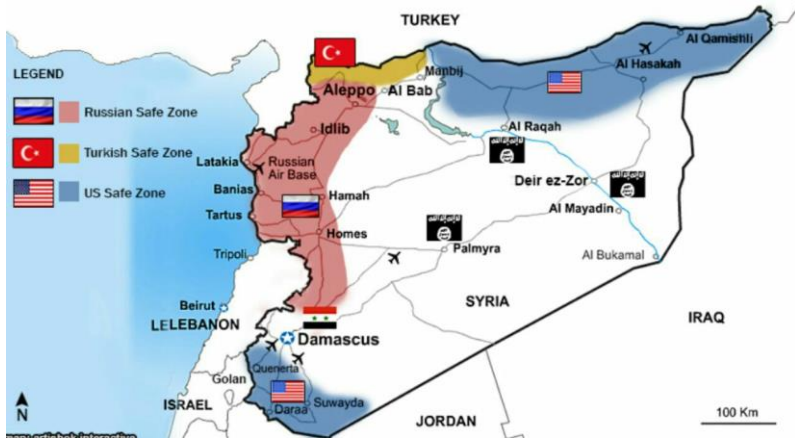 TURKEY
Al Qamishli
LEGEND
Manbij
Al Hasakah
Aleppo
Al Bab
Russian Safe Zone
Idlib
Al Raqah
Turkish Safe Zone
Latakia
Russian
Air Base
Deir ez-Zor
US Safe Zone
Banias
Hamah
Al Mayadin
Tartus
Homes
Tripoli
Palmyra
Al Bukamal
SYRIA
Beirut
IRAQ
LELEBANON
Damascus
Quenerta
Golan
N
ISRAEL
Suwayda
Daraa
JORDAN
100 Km